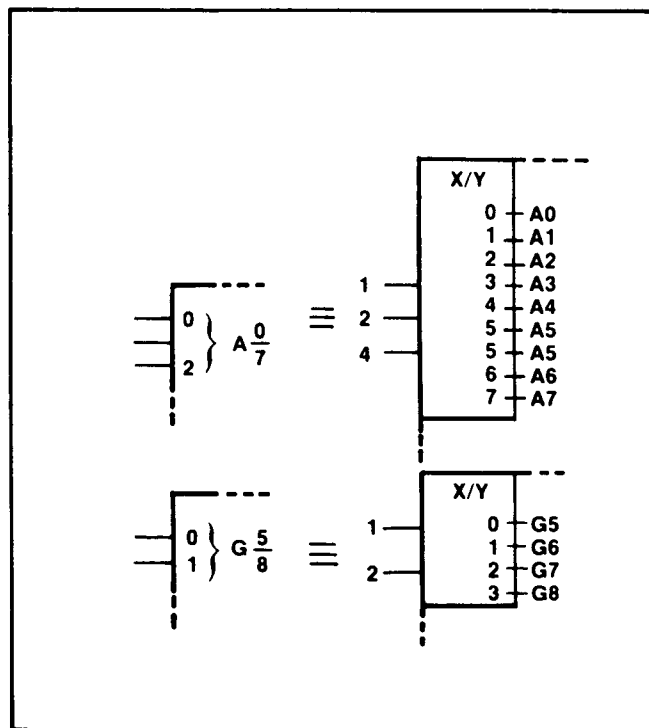 X/Y
0 A0
1 A1
2 A2
1 3 A3
0 2 4 A4
} A 0/7 ≡ 5 A5
2 4 5 A5
6 A6
7 A7
X/Y
0 1 0 G5
1 } G 5/8 ≡ 1 G6
2 2 G7
3 G8